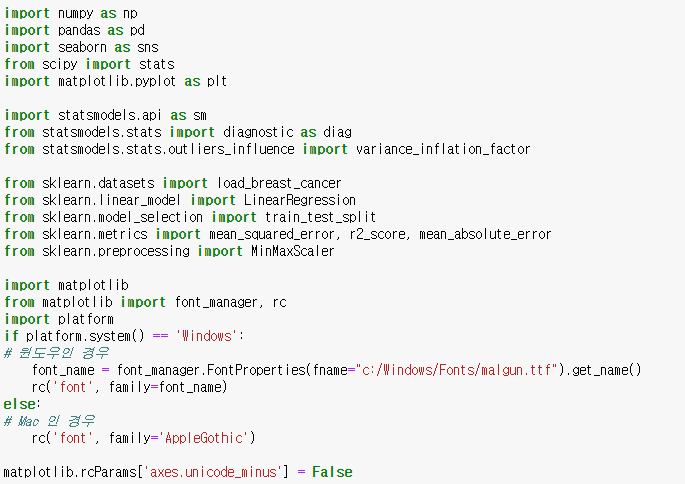 import numpy as np
import pandas as pd
import seaborn as sns
from scipy import stats
import matplotlib.pyplot as plt

import statsmodels.api as sm
from statsmodels.stats import diagnostic as diag
from statsmodels.stats.outliers_influence import variance_inflation_factor

from sklearn.datasets import load_breast_cancer
from sklearn.linear_model import LinearRegression
from sklearn.model_selection import train_test_split
from sklearn.metrics import mean_squared_error, r2_score, mean_absolute_error
from sklearn.preprocessing import MinMaxScaler

import matplotlib
from matplotlib import font_manager, rc
import platform
if platform.system() == 'Windows':
# 윈도우인 경우
    font_name = font_manager.FontProperties(fname="c:/Windows/Fonts/malgun.ttf").get_name()
    rc('font', family=font_name)
else:
# Mac 인 경우
    rc('font', family='AppleGothic')

matplotlib.rcParams['axes.unicode_minus'] = False